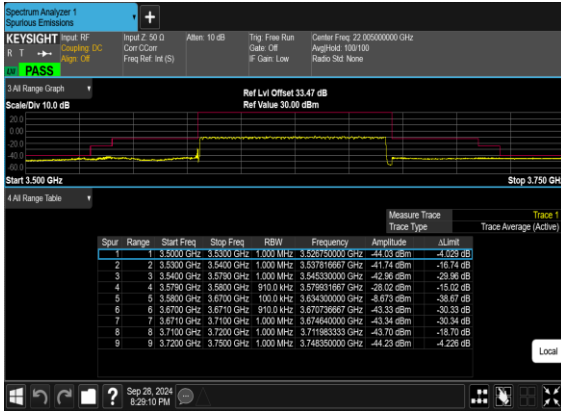 Spectrum Analyzer 1
Spurious Emissions
+
KEYSIGHT Input: RF Input Z: 50 Ω Atten: 10 dB Trig: Free Run Center Freq: 22.005000000 GHz
R T Coupling: DC Corr CCorr Gate: Off Avg|Hold: 100/100
Align: Off Freq Ref: Int (S) IF Gain: Low Radio Std: None
PASS
3 All Range Graph Ref Lvl Offset 33.47 dB
Scale/Div 10.0 dB Ref Value 30.00 dBm
20.0
0.00
-20.0
-40.0
-60.0
Start 3.500 GHz Stop 3.750 GH
4 All Range Table
Measure Trace Trace 1
Trace Type Trace Average (Active)
Spur Range Start Freq Stop Freq RBW Frequency Amplitude ΔLimit
1 1 3.5000 GHz 3.5300 GHz 1.000 MHz 3.526750000 GHz -44.03 dBm -4.029 dB
2 2 3.5300 GHz 3.5400 GHz 1.000 MHz 3.537816667 GHz -41.74 dBm -16.74 dB
3 3 3.5400 GHz 3.5790 GHz 1.000 MHz 3.545330000 GHz -42.96 dBm -29.96 dB
4 4 3.5790 GHz 3.5800 GHz 910.0 kHz 3.579931667 GHz -28.02 dBm -15.02 dB
5 5 3.5800 GHz 3.6700 GHz 100.0 kHz 3.634300000 GHz -8.673 dBm -38.67 dB
6 6 3.6700 GHz 3.6710 GHz 910.0 kHz 3.670736667 GHz -43.33 dBm -30.33 dB
7 7 3.6710 GHz 3.7100 GHz 1.000 MHz 3.674640000 GHz -43.34 dBm -30.34 dB
8 8 3.7100 GHz 3.7200 GHz 1.000 MHz 3.711983333 GHz -43.70 dBm -18.70 dB
9 9 3.7200 GHz 3.7500 GHz 1.000 MHz 3.748350000 GHz -44.23 dBm -4.226 dB
Local
? Sep 28, 2024
8:29:10 PM